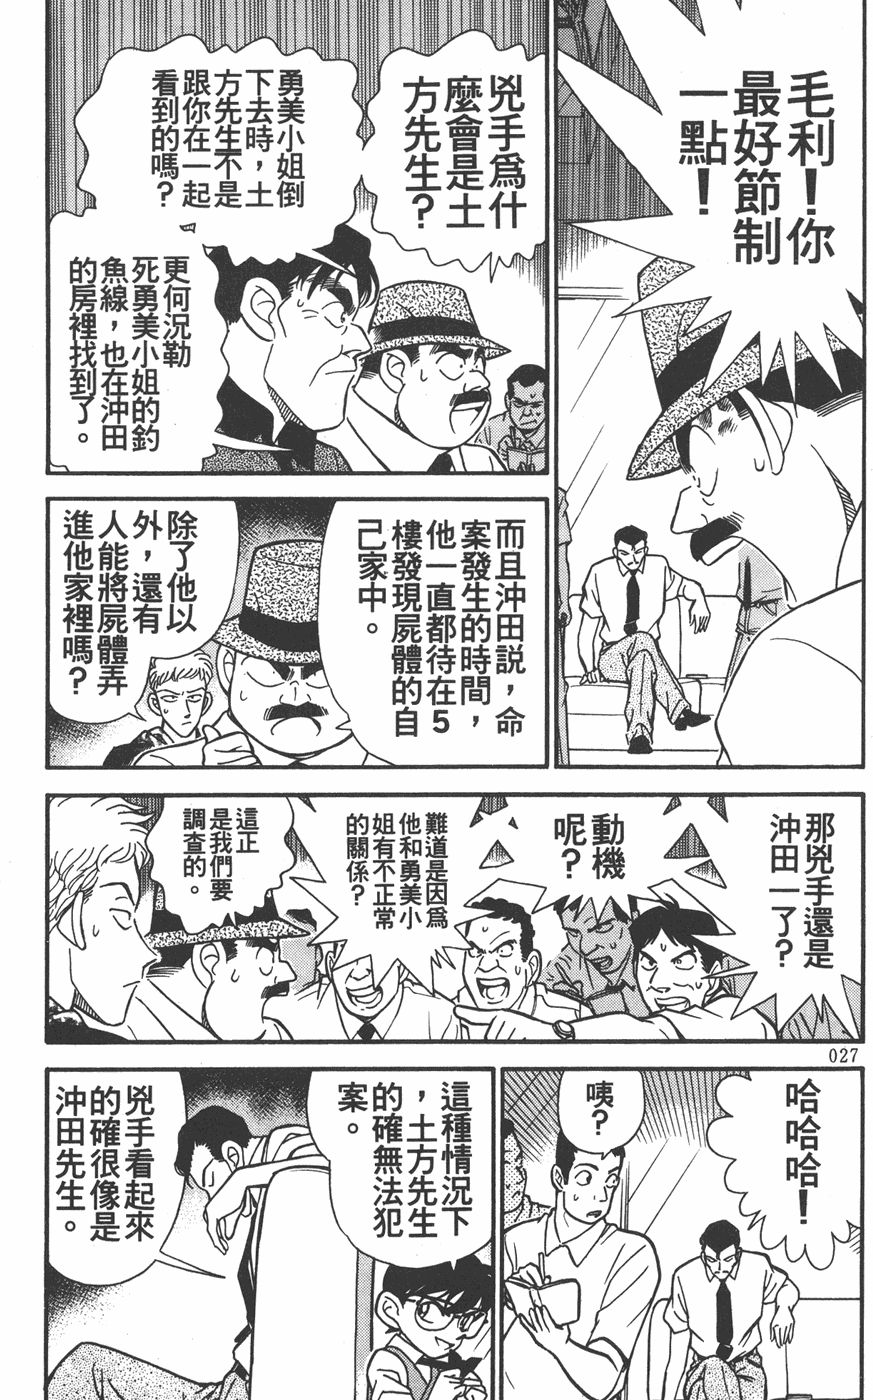 毛利！你
最好節制
一點！
兇手爲什
麼會是土
方先生？
勇美小姐倒
下去時，土
方先生不是
跟你在一起
看到的嗎？
更何況勒
死勇美小姐的釣
魚線，也在沖田
的房裡找到了。
而且沖田說，命
案發生的時間，
他一直都待在5
樓發現屍體的自
己家中。
除了他以
外，還有
人能將屍體弄
進他家裡嗎？
那兇手還是
沖田一了？
動機
呢？
難道是因爲
他和勇美小
姐有不正常
的關係？
這正
是我們要
調查的。
027
哈哈哈！
咦？
這種情況下
，土方先生
的確無法犯
案。
兇手看起來
的確很像是
沖田先生。